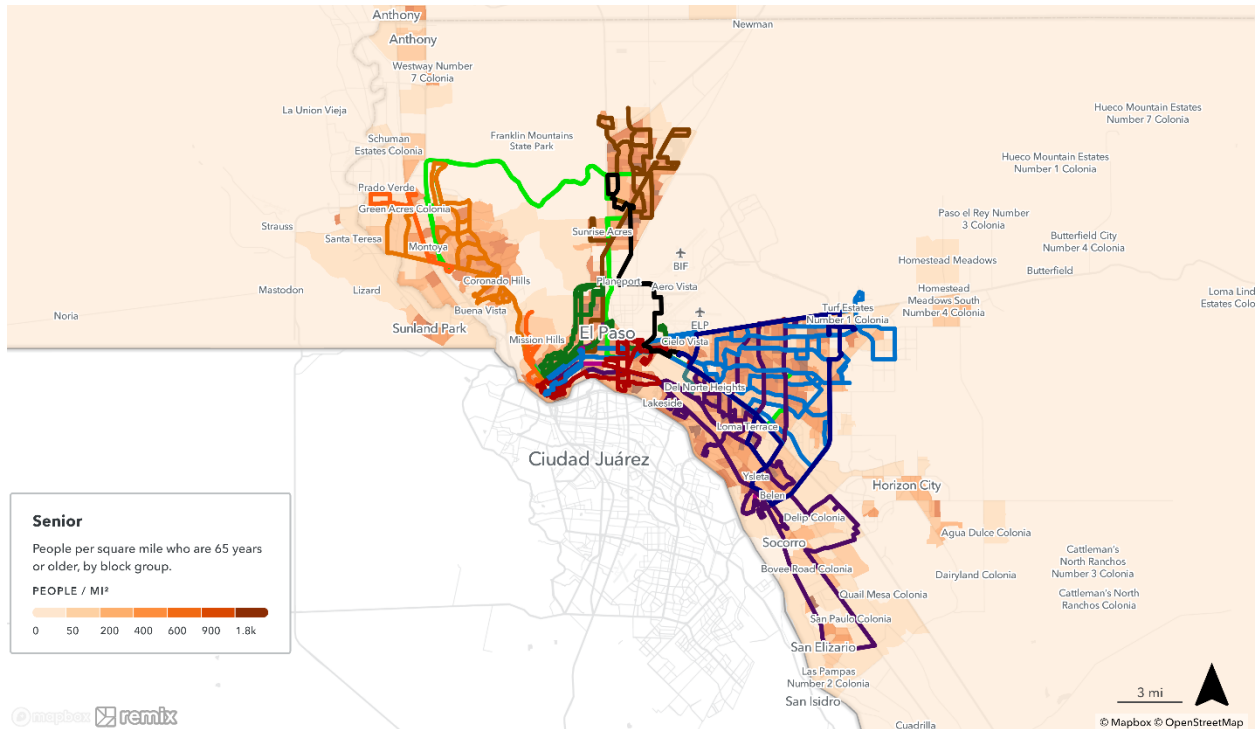 Anthony
Anthony
Newman
Westway Number
7 Colonia
La Union Vieja
Hueco Mountain Estates
Number 7 Colonia
Schuman
Estates Colonia
Franklin Mountains
State Park
Hueco Mountain Estates
Number 1 Colonia
Prado Verde
Green Acres Colonia
Strauss
Santa Teresa
Montoya
Sunrise Acres
Paso el Rey Number
3 Colonia
Butterfield City
Number 4 Colonia
BIF
Homestead Meadows
Butterfield
Mastodon
Lizard
Coronado Hills
Planeport
Aero Vista
Homestead
Meadows South
Number 4 Colonia
Loma Lind
Estates Colo
Noria
Buena Vista
Sunland Park
Mission Hills
El Paso
ELP
Cielo Vista
Turf Estates
Number 1 Colonia
Del Norte Heights
Lakeside
Loma Terrace
Ciudad Juárez
Ysleta
Belen
Horizon City
Delip Colonia
Agua Dulce Colonia
Socorro
Bovee Road Colonia
Dairyland Colonia
Cattleman's
North Ranchos
Number 3 Colonia
Quail Mesa Colonia
Cattleman's North
Ranchos Colonia
San Paulo Colonia
San Elizario
Las Pampas
Number 2 Colonia
San Isidro
Cuadrilla
Senior
People per square mile who are 65 years
or older, by block group.
PEOPLE / MI²
0 50 200 400 600 900 1.8k
3 mi
mapbox remix
© Mapbox © OpenStreetMap